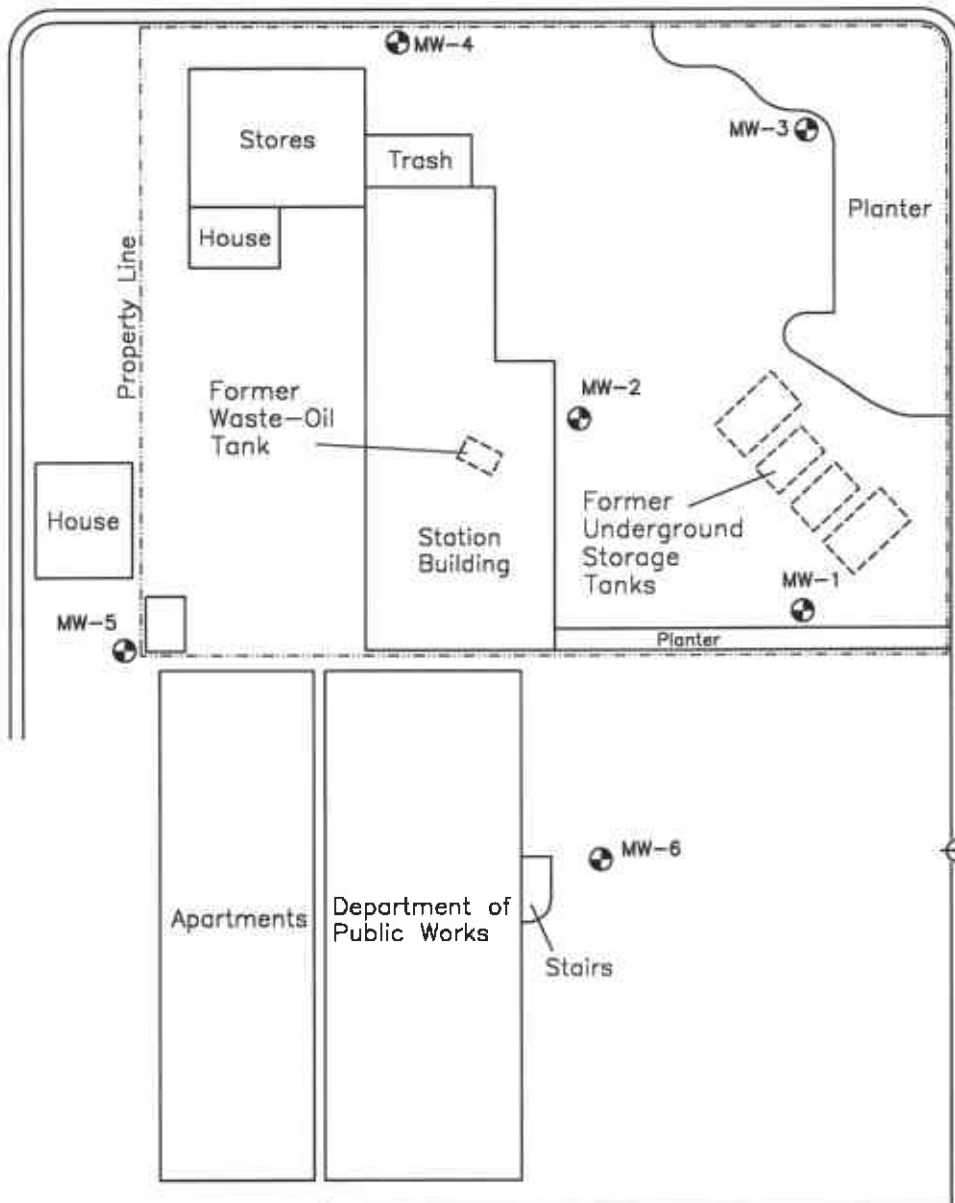 MW-4
MW-3
Stores
Trash
Planter
House
Property Line
Former
Waste-Oil
Tank
MW-2
House
Station
Building
Former
Underground
Storage
Tanks
MW-1
MW-5
Planter
MW-6
Apartments
Department of
Public Works
Stairs